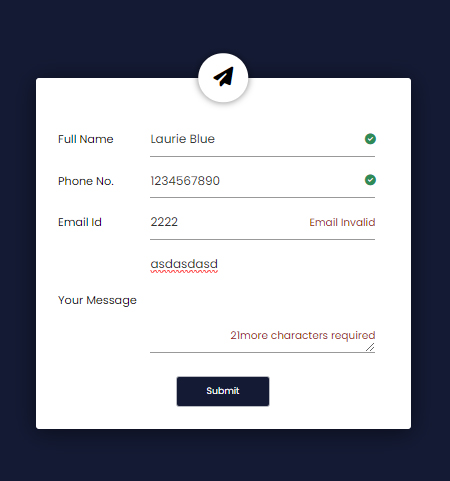 Full Name Laurie Blue
Phone No. 1234567890
Email Id 2222 Email Invalid
asdasdasd
Your Message
21more characters required
Submit